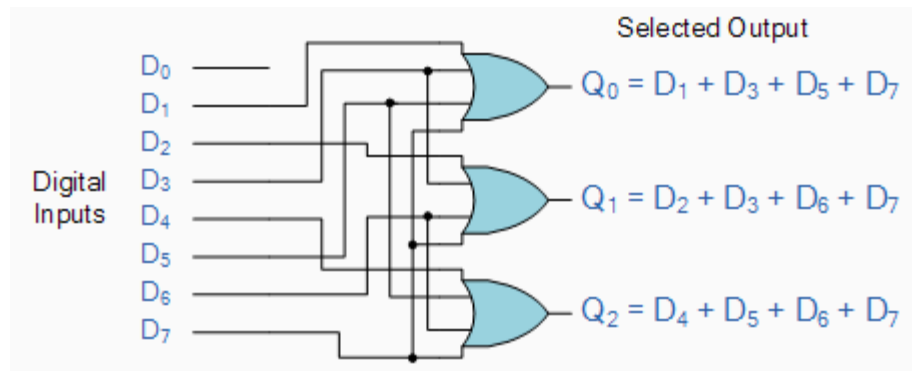 Selected Output
D₀
D₁
D₂
D₃
D₄
D₅
D₆
D₇
Digital
Inputs
Q₀ = D₁ + D₃ + D₅ + D₇
Q₁ = D₂ + D₃ + D₆ + D₇
Q₂ = D₄ + D₅ + D₆ + D₇